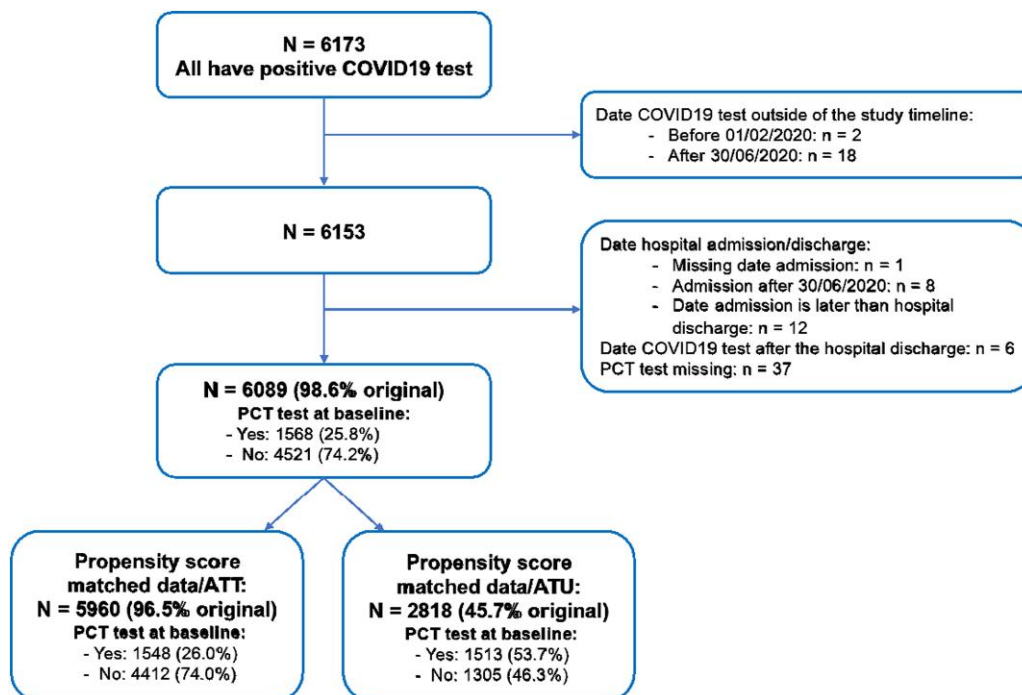 N = 6173
All have positive COVID19 test
Date COVID19 test outside of the study timeline:
- Before 01/02/2020: n = 2
- After 30/06/2020: n = 18
N = 6153
Date hospital admission/discharge:
- Missing date admission: n = 1
- Admission after 30/06/2020: n = 8
- Date admission is later than hospital
discharge: n = 12
Date COVID19 test after the hospital discharge: n = 6
PCT test missing: n = 37
N = 6089 (98.6% original)
PCT test at baseline:
- Yes: 1568 (25.8%)
- No: 4521 (74.2%)
Propensity score
matched data/ATT:
N = 5960 (96.5% original)
PCT test at baseline:
- Yes: 1548 (26.0%)
- No: 4412 (74.0%)
Propensity score
matched data/ATU:
N = 2818 (45.7% original)
PCT test at baseline:
- Yes: 1513 (53.7%)
- No: 1305 (46.3%)